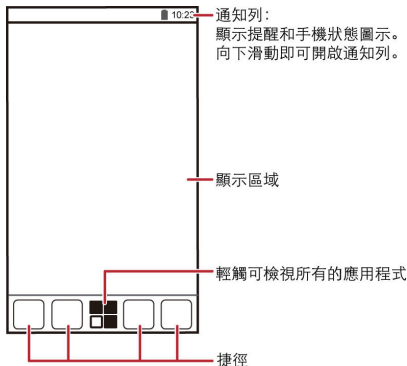 10:23
通知列：
顯示提醒和手機狀態圖示。
向下滑動即可開啟通知列。
顯示區域
輕觸可檢視所有的應用程式
捷徑